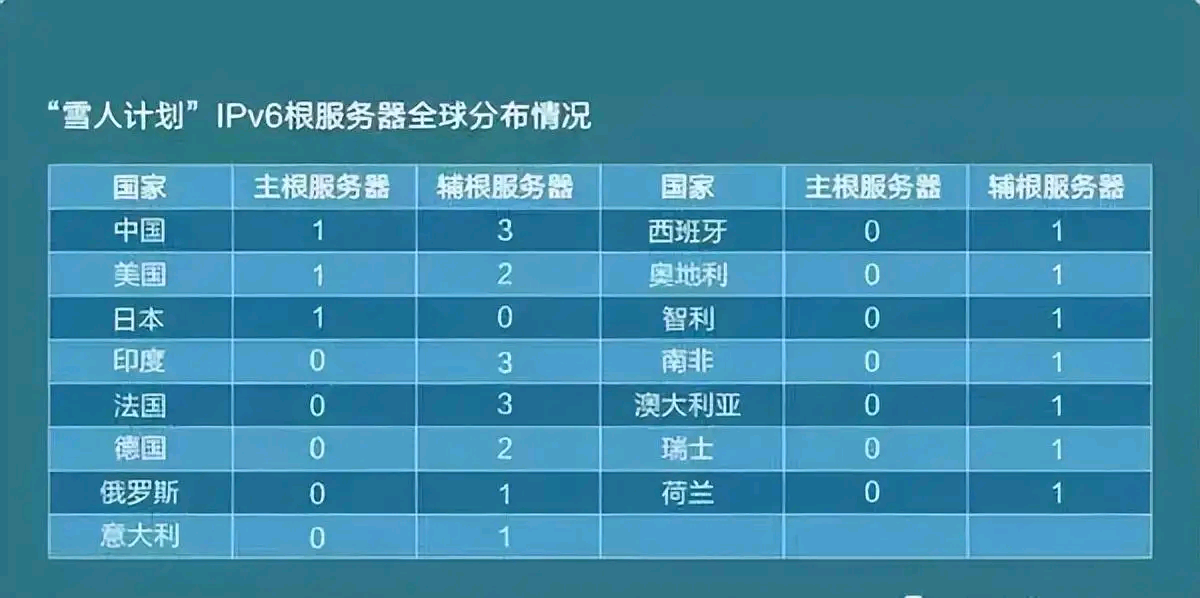 “雪人计划”IPv6根服务器全球分布情况
国家 主根服务器 辅根服务器 国家 主根服务器 辅根服务器
中国 1 3 西班牙 0 1
美国 1 2 奥地利 0 1
日本 1 0 智利 0 1
印度 0 3 南非 0 1
法国 0 3 澳大利亚 0 1
德国 0 2 瑞士 0 1
俄罗斯 0 1 荷兰 0 1
意大利 0 1